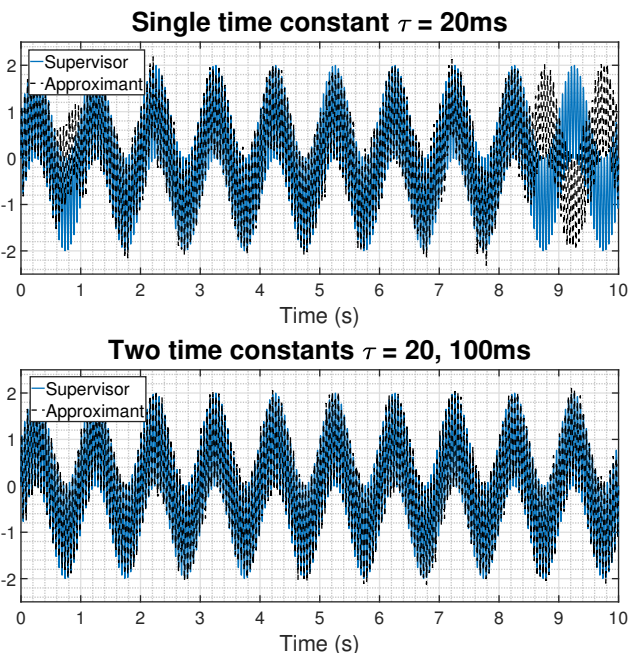 Single time constant τ = 20ms
Supervisor
Approximant
2
1
0
-1
-2
0 1 2 3 4 5 6 7 8 9 10
Time (s)
Two time constants τ = 20, 100ms
Supervisor
Approximant
2
1
0
-1
-2
0 1 2 3 4 5 6 7 8 9 10
Time (s)